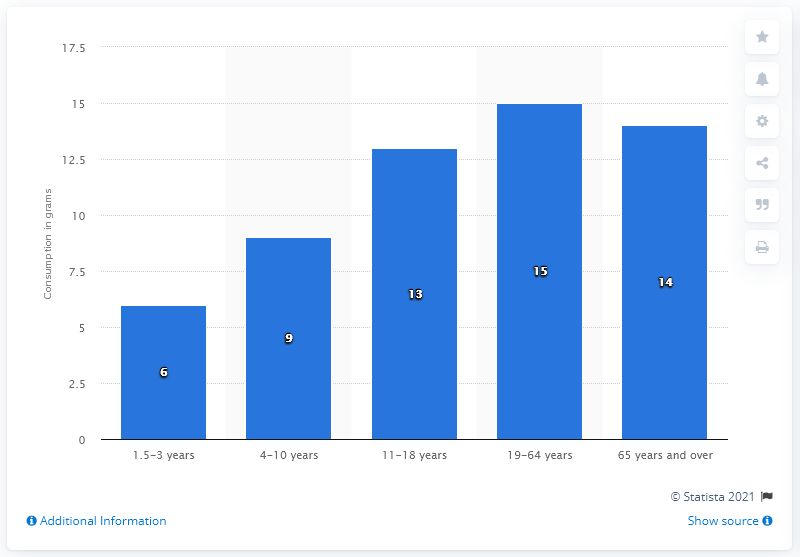 17.5
15
12.5
10
7.5
5
2.5
0
Consumption in grams
6
9
13
15
14
1.5–3 years
4–10 years
11–18 years
19–64 years
65 years and over
© Statista 2021
Additional Information
Show source